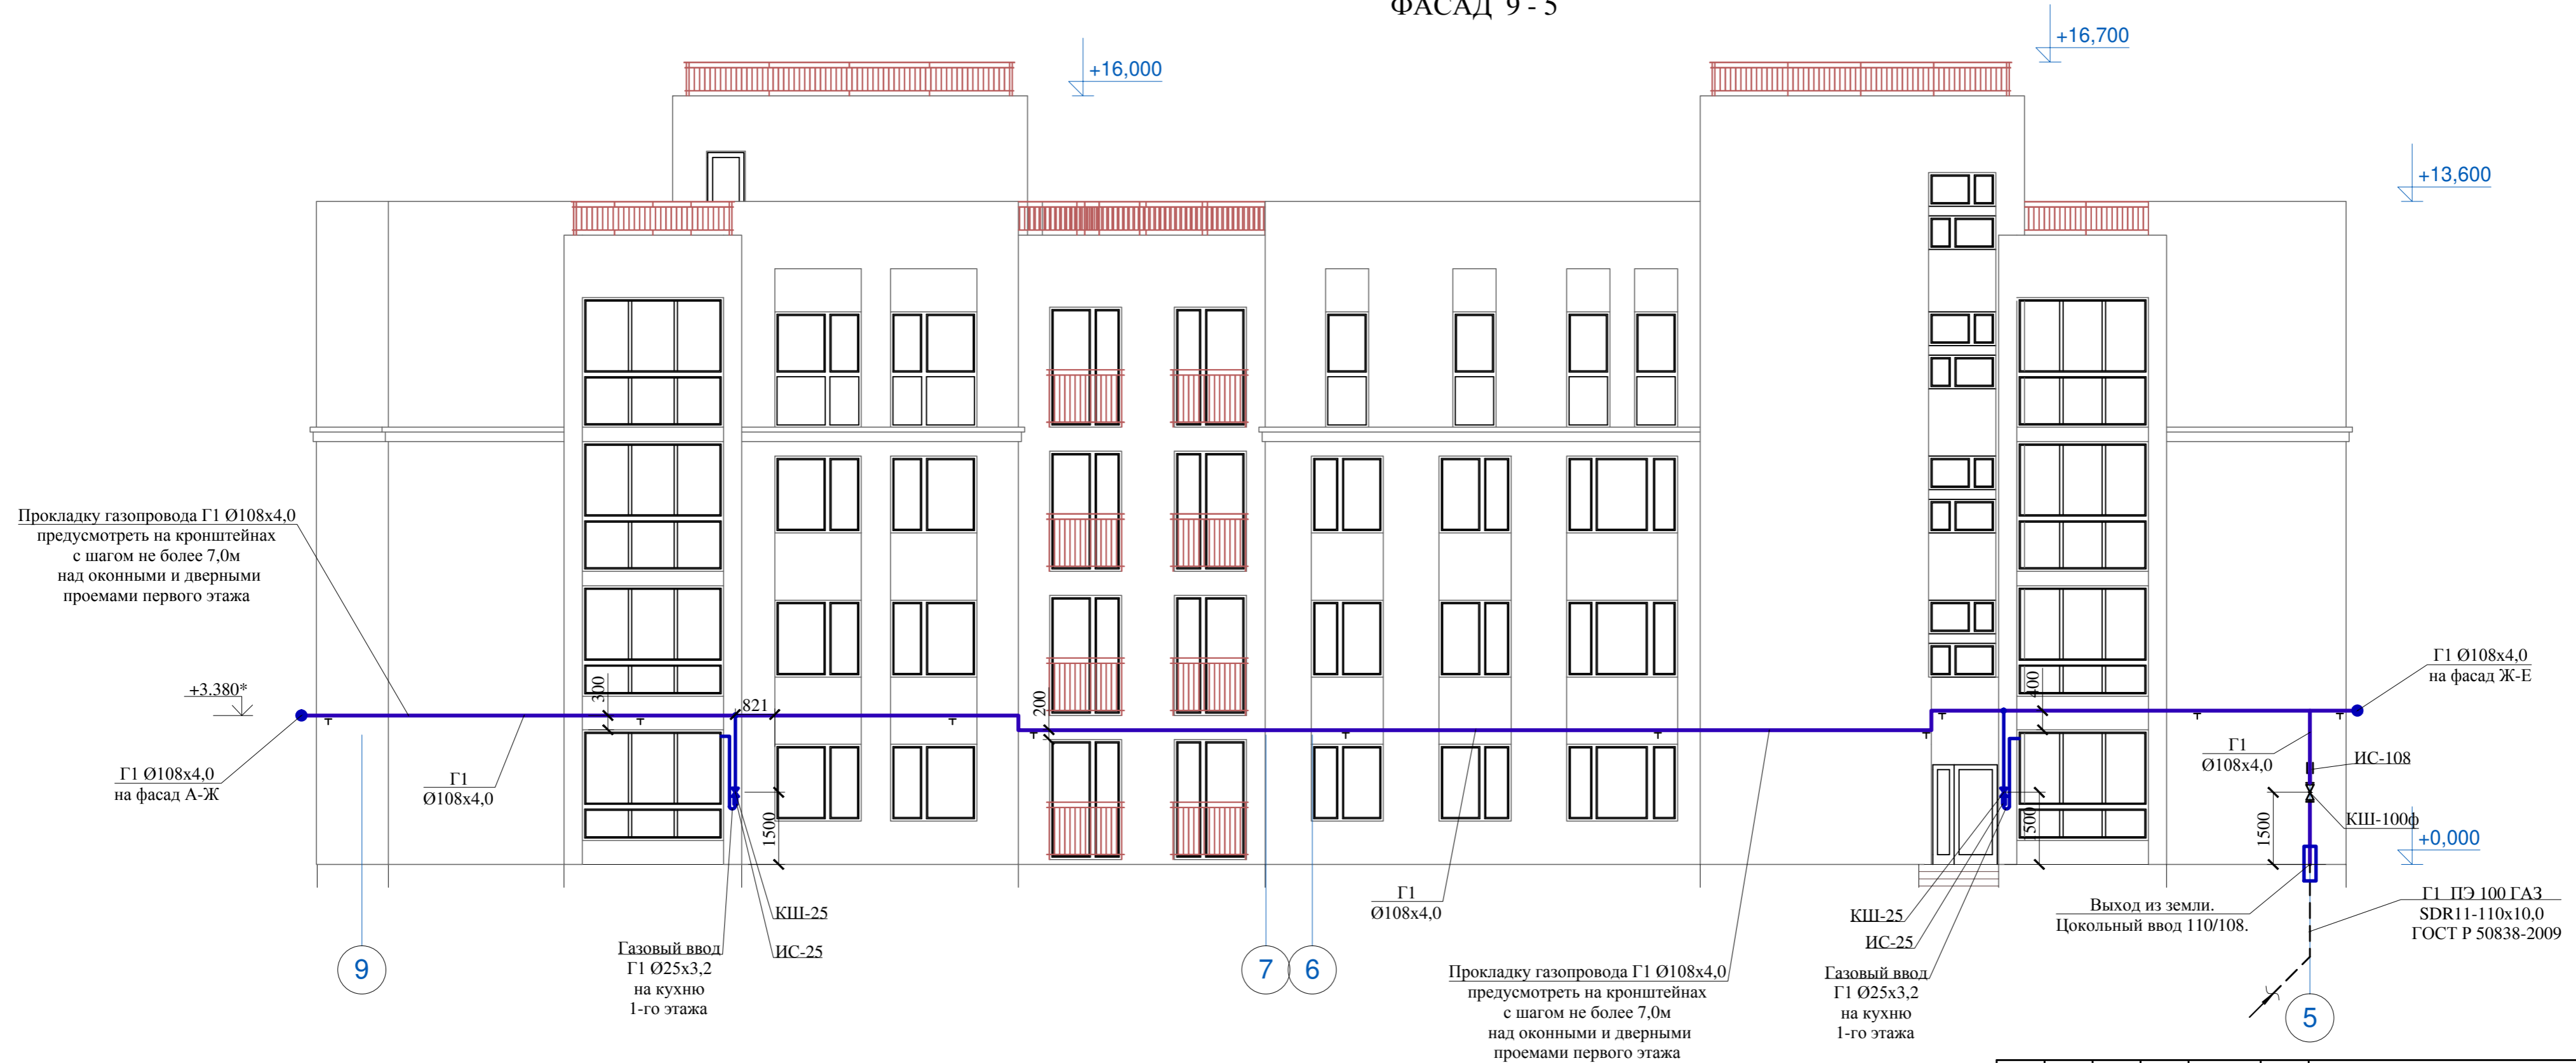 ФАСАД 9 - 5
+16,000
+16,700
+13,600
Прокладку газопровода Г1 Ø108х4,0
предусмотреть на кронштейнах
с шагом не более 7,0м
над оконными и дверными
проемами первого этажа
+3.380*
Г1 Ø108х4,0
на фасад А-Ж
Г1
Ø108х4,0
300
821
1500
200
КШ-25
ИС-25
Газовый ввод
Г1 Ø25х3,2
на кухню
1-го этажа
Г1
Ø108х4,0
Прокладку газопровода Г1 Ø108х4,0
предусмотреть на кронштейнах
с шагом не более 7,0м
над оконными и дверными
проемами первого этажа
400
1500
КШ-25
ИС-25
Газовый ввод
Г1 Ø25х3,2
на кухню
1-го этажа
Г1 Ø108х4,0
на фасад Ж-Е
Г1
Ø108х4,0
ИС-108
1500
КШ-100ф
+0,000
Выход из земли.
Цокольный ввод 110/108.
Г1 ПЭ 100 ГАЗ
SDR11-110х10,0
ГОСТ Р 50838-2009
9
7
6
5